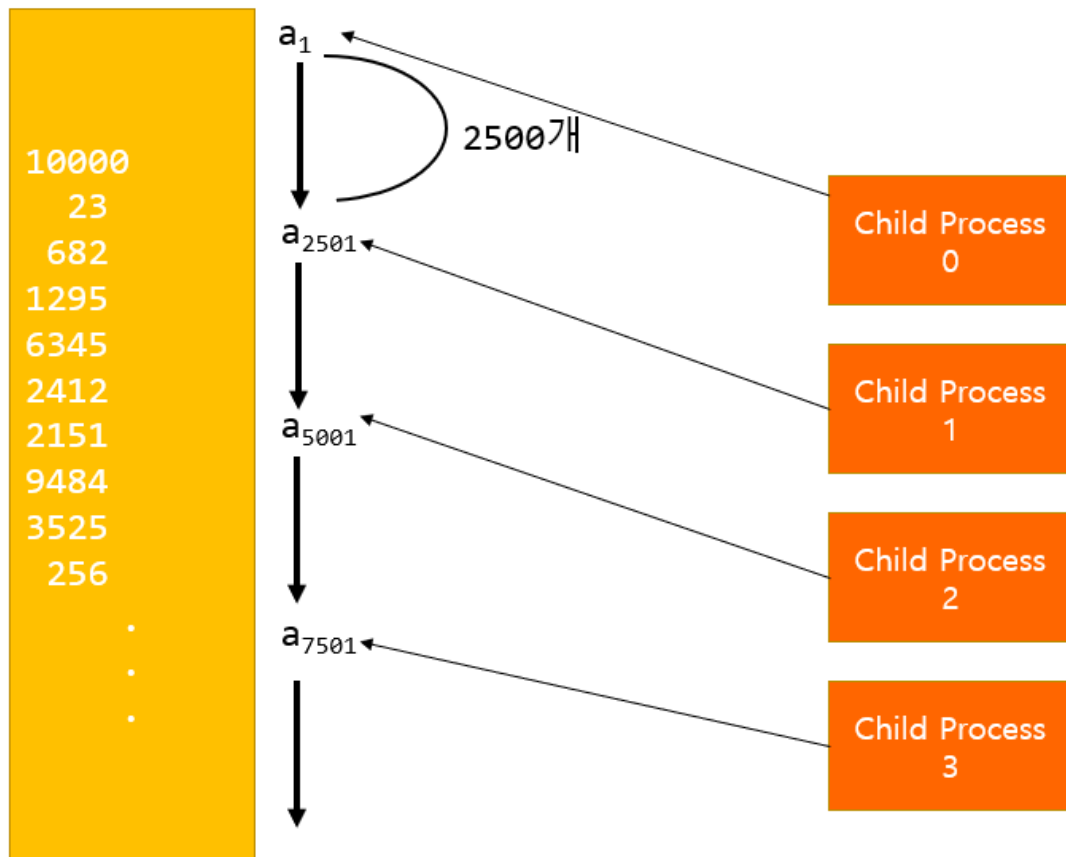 10000
23
682
1295
6345
2412
2151
9484
3525
256
.
.
.
a1
2500개
a2501
a5001
a7501
Child Process
0
Child Process
1
Child Process
2
Child Process
3